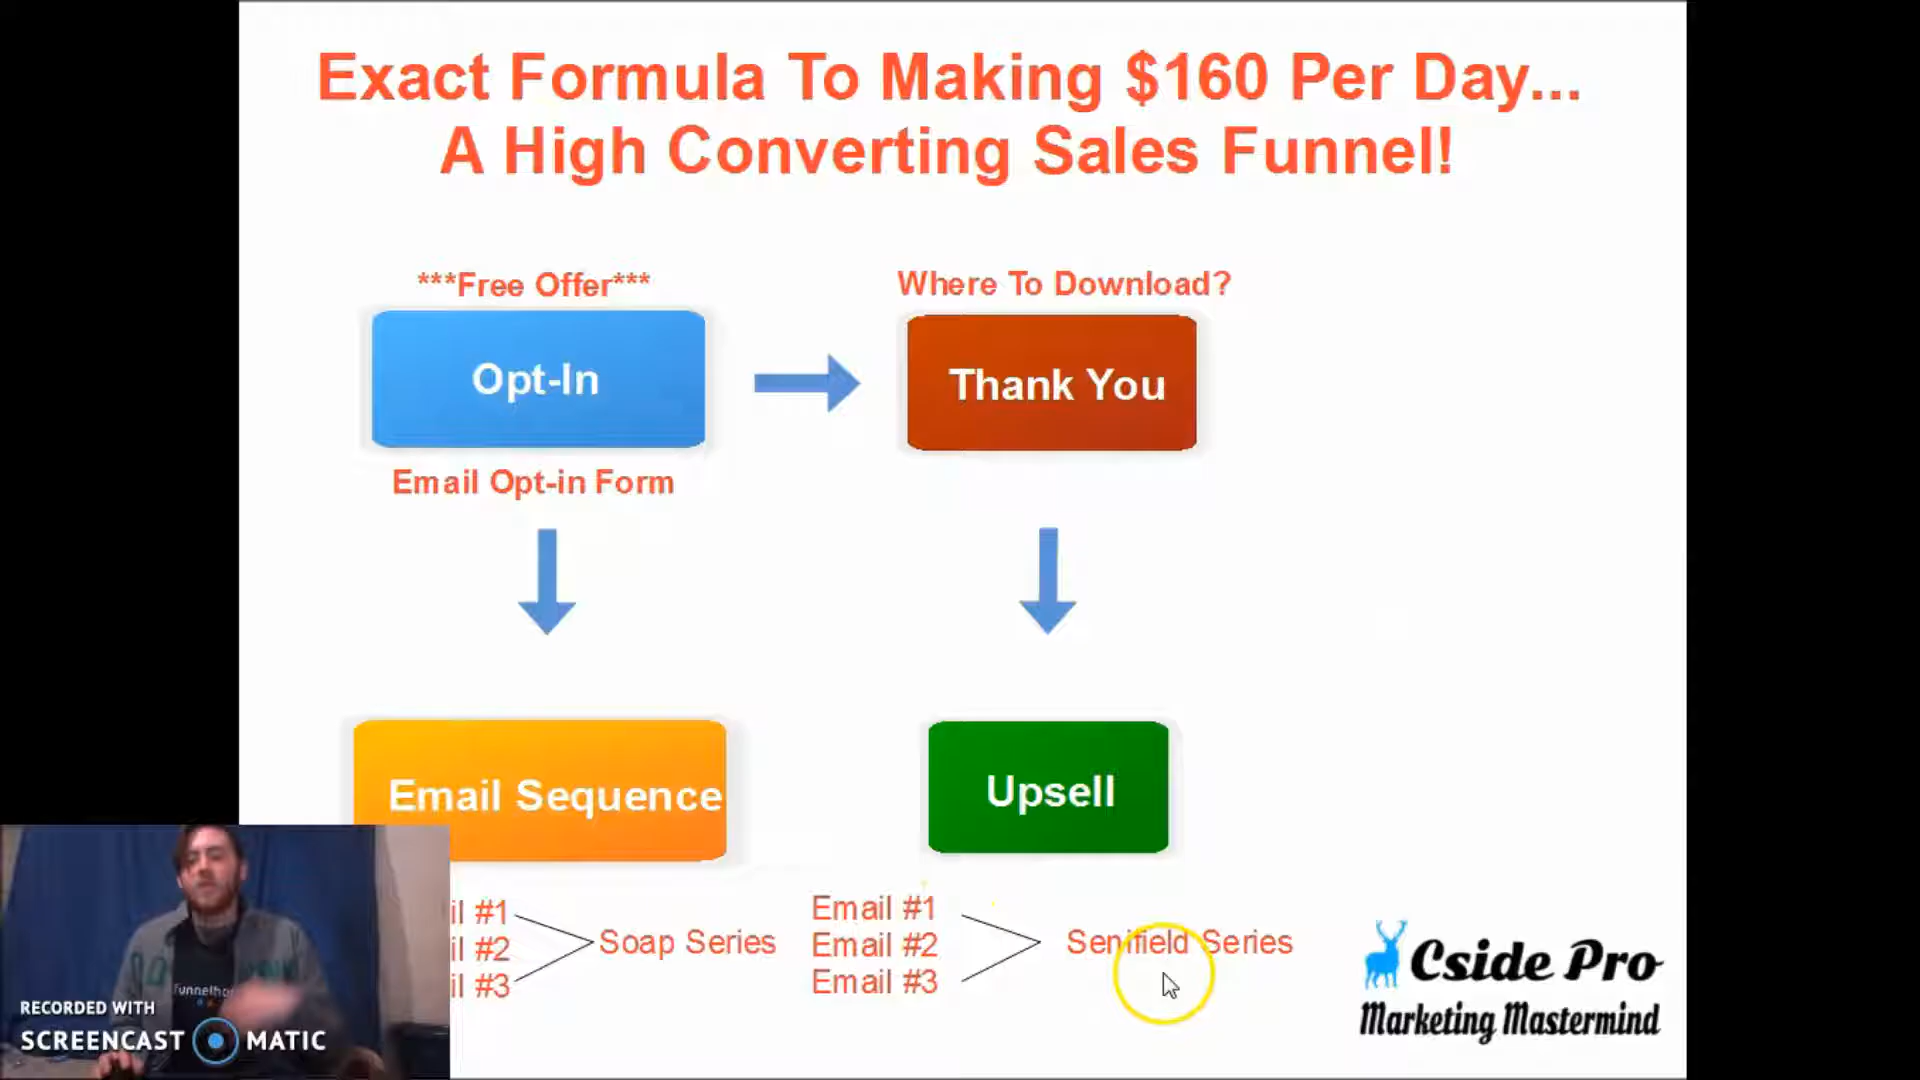 Exact Formula To Making $160 Per Day...
A High Converting Sales Funnel!
***Free Offer***
Where To Download?
Opt-In
Thank You
Email Opt-in Form
Email Sequence
Upsell
il #1
il #2
il #3
Soap Series
Email #1
Email #2
Email #3
Senifield Series
Cside Pro
Marketing Mastermind
RECORDED WITH
SCREENCAST MATIC